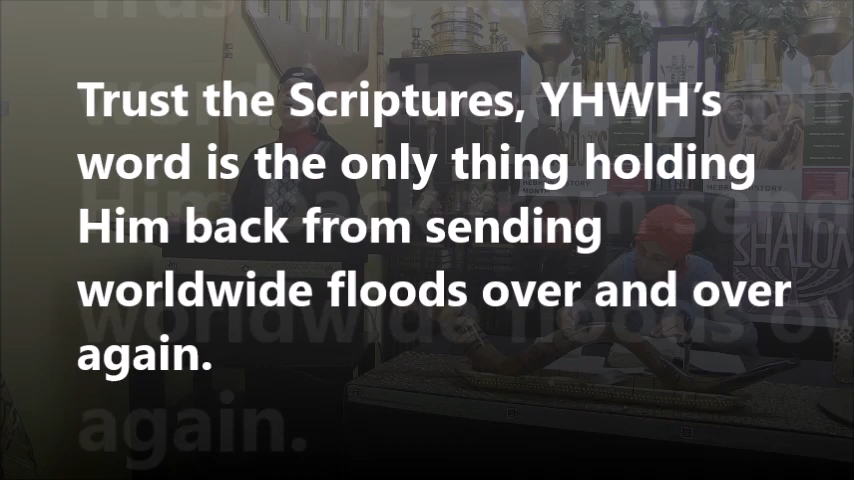 Trust the Scriptures, YHWH’s
word is the only thing holding
Him back from sending
worldwide floods over and over
again.
SHALOM